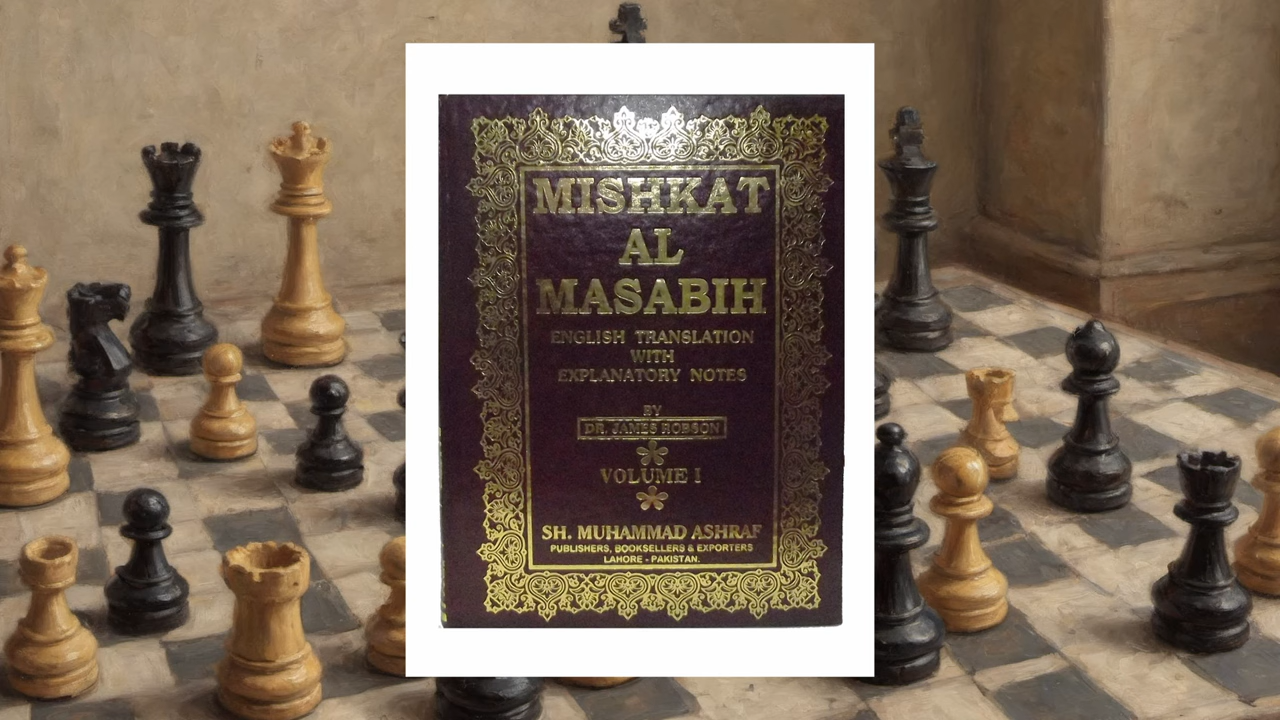 MISHKAT
AL
MASABIH
ENGLISH TRANSLATION
WITH
EXPLANATORY NOTES
BY
DR. JAMES ROBSON
VOLUME I
SH. MUHAMMAD ASHRAF
PUBLISHERS, BOOKSELLERS & EXPORTERS
LAHORE - PAKISTAN.